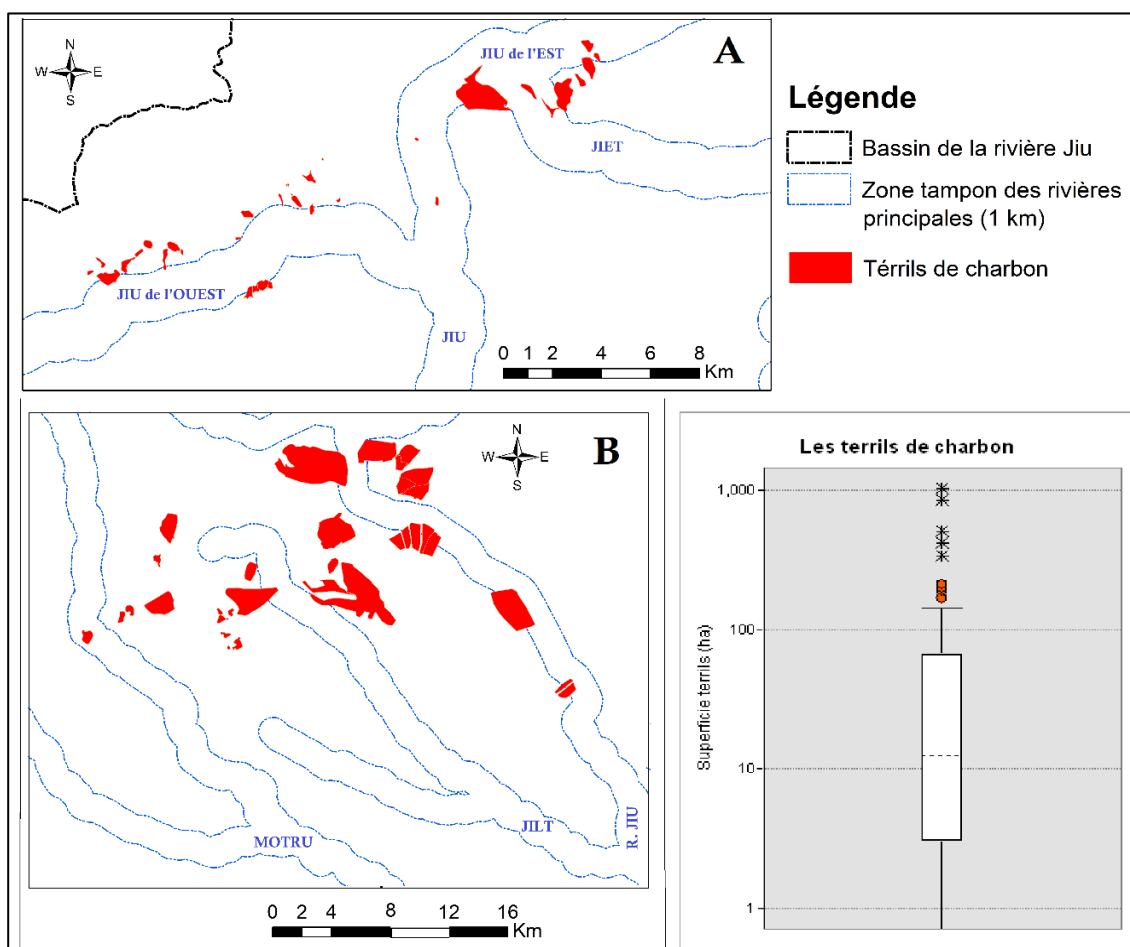 A
N
W E
S
JIU de l'EST
JIET
JIU de l'OUEST
JIU
0 1 2 4 6 8
Km
Légende
Bassin de la rivière Jiu
Zone tampon des rivières
principales (1 km)
Térrils de charbon
B
N
W E
S
MOTRU
JILT
R. JIU
0 2 4 8 12 16
Km
Les terrils de charbon
Superficie terrils (ha)
1,000
100
10
1